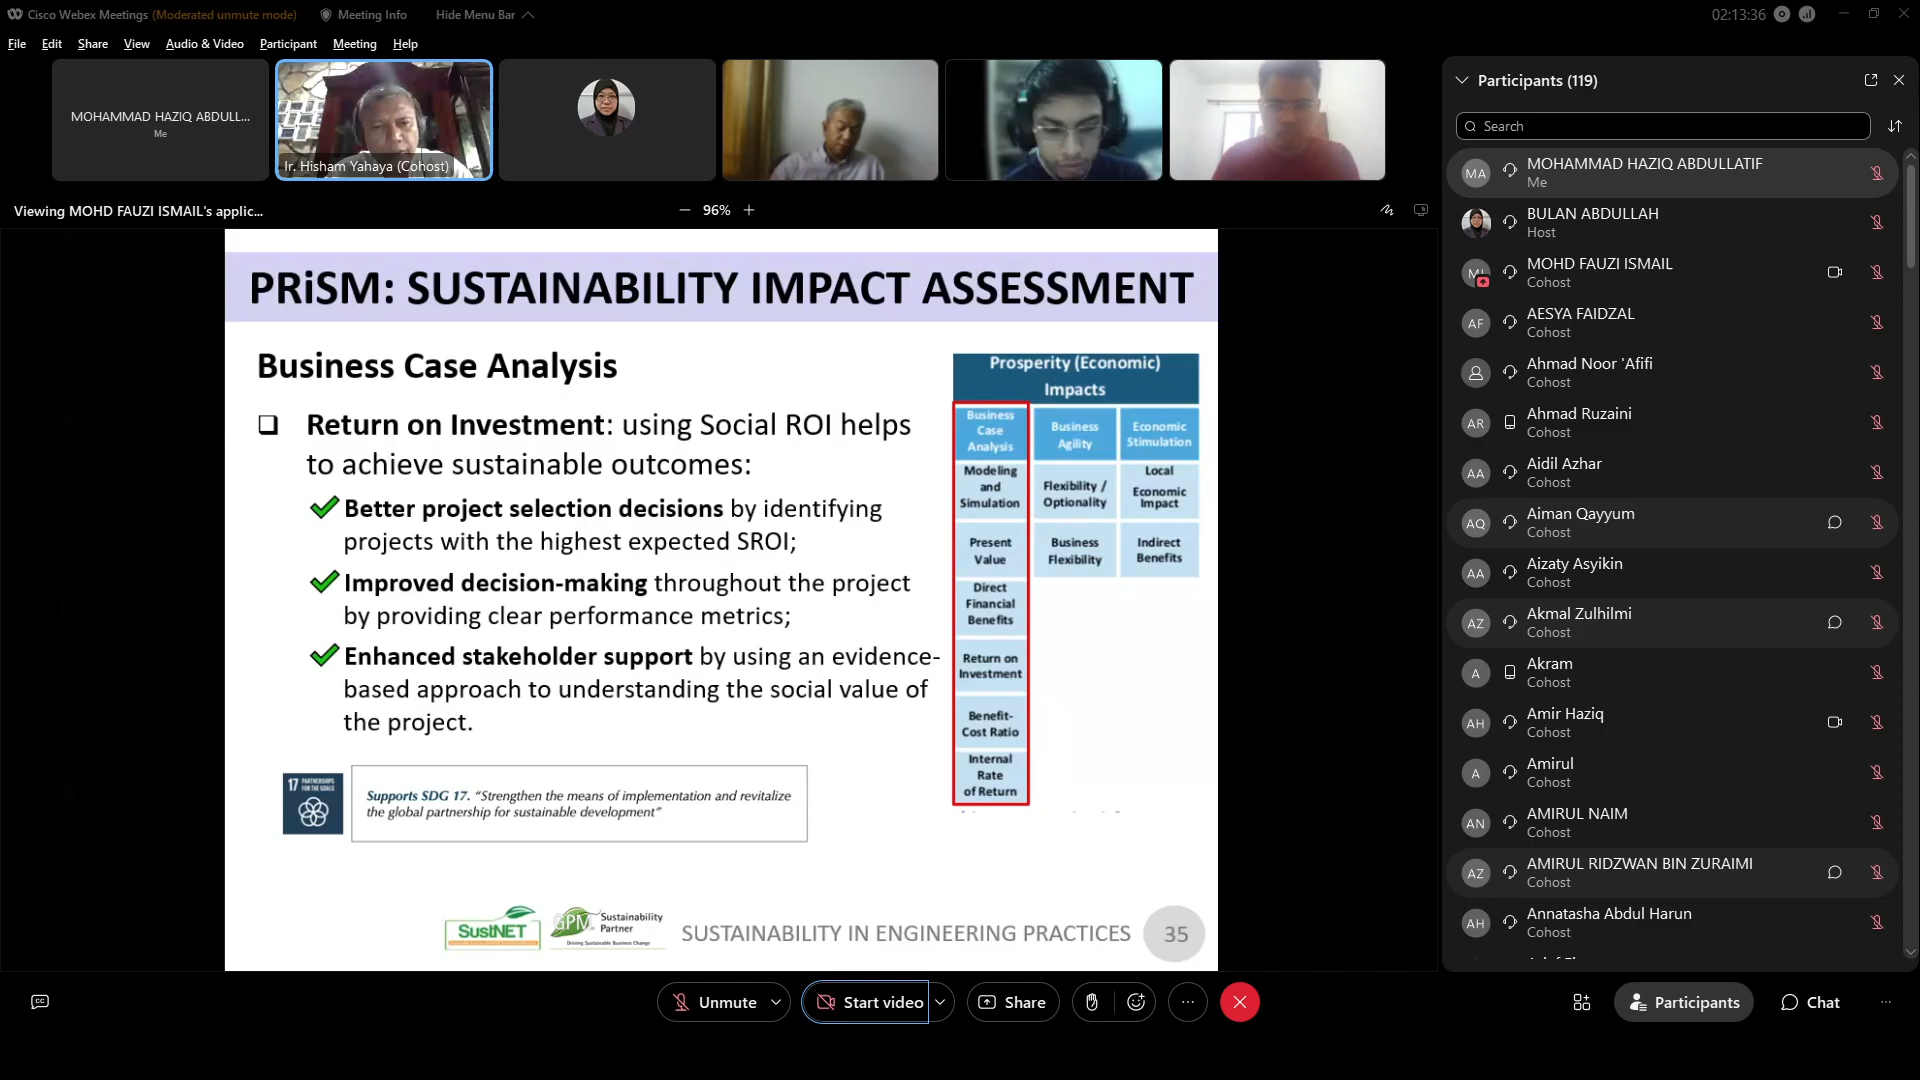 Cisco Webex Meetings (Moderated unmute mode) Meeting Info Hide Menu Bar
02:13:36
File Edit Share View Audio & Video Participant Meeting Help
MOHAMMAD HAZIQ ABDULL...
Me
Ir. Hisham Yahaya (Cohost)
Viewing MOHD FAUZI ISMAIL's applic...
96%
PRiSM: SUSTAINABILITY IMPACT ASSESSMENT
Business Case Analysis
Return on Investment: using Social ROI helps
to achieve sustainable outcomes:
Better project selection decisions by identifying
projects with the highest expected SROI;
Improved decision-making throughout the project
by providing clear performance metrics;
Enhanced stakeholder support by using an evidence-
based approach to understanding the social value of
the project.
Prosperity (Economic)
Impacts
Business
Case
Analysis
Business
Agility
Economic
Stimulation
Modeling
and
Simulation
Flexibility /
Optionality
Local
Economic
Impact
Present
Value
Business
Flexibility
Indirect
Benefits
Direct
Financial
Benefits
Return on
Investment
Benefit-
Cost Ratio
Internal
Rate
of Return
17 PARTNERSHIPS
FOR THE GOALS
Supports SDG 17. “Strengthen the means of implementation and revitalize
the global partnership for sustainable development”
SustNET
GPM Sustainability
Partner
Driving Sustainable Business Change
SUSTAINABILITY IN ENGINEERING PRACTICES 35
Participants (119)
Search
MA MOHAMMAD HAZIQ ABDULLATIF
Me
BULAN ABDULLAH
Host
MI MOHD FAUZI ISMAIL
Cohost
AF AESYA FAIDZAL
Cohost
Ahmad Noor 'Afifi
Cohost
AR Ahmad Ruzaini
Cohost
AA Aidil Azhar
Cohost
AQ Aiman Qayyum
Cohost
AA Aizaty Asyikin
Cohost
AZ Akmal Zulhilmi
Cohost
A Akram
Cohost
AH Amir Haziq
Cohost
A Amirul
Cohost
AN AMIRUL NAIM
Cohost
AZ AMIRUL RIDZWAN BIN ZURAIMI
Cohost
AH Annatasha Abdul Harun
Cohost
Unmute Start video Share Participants Chat